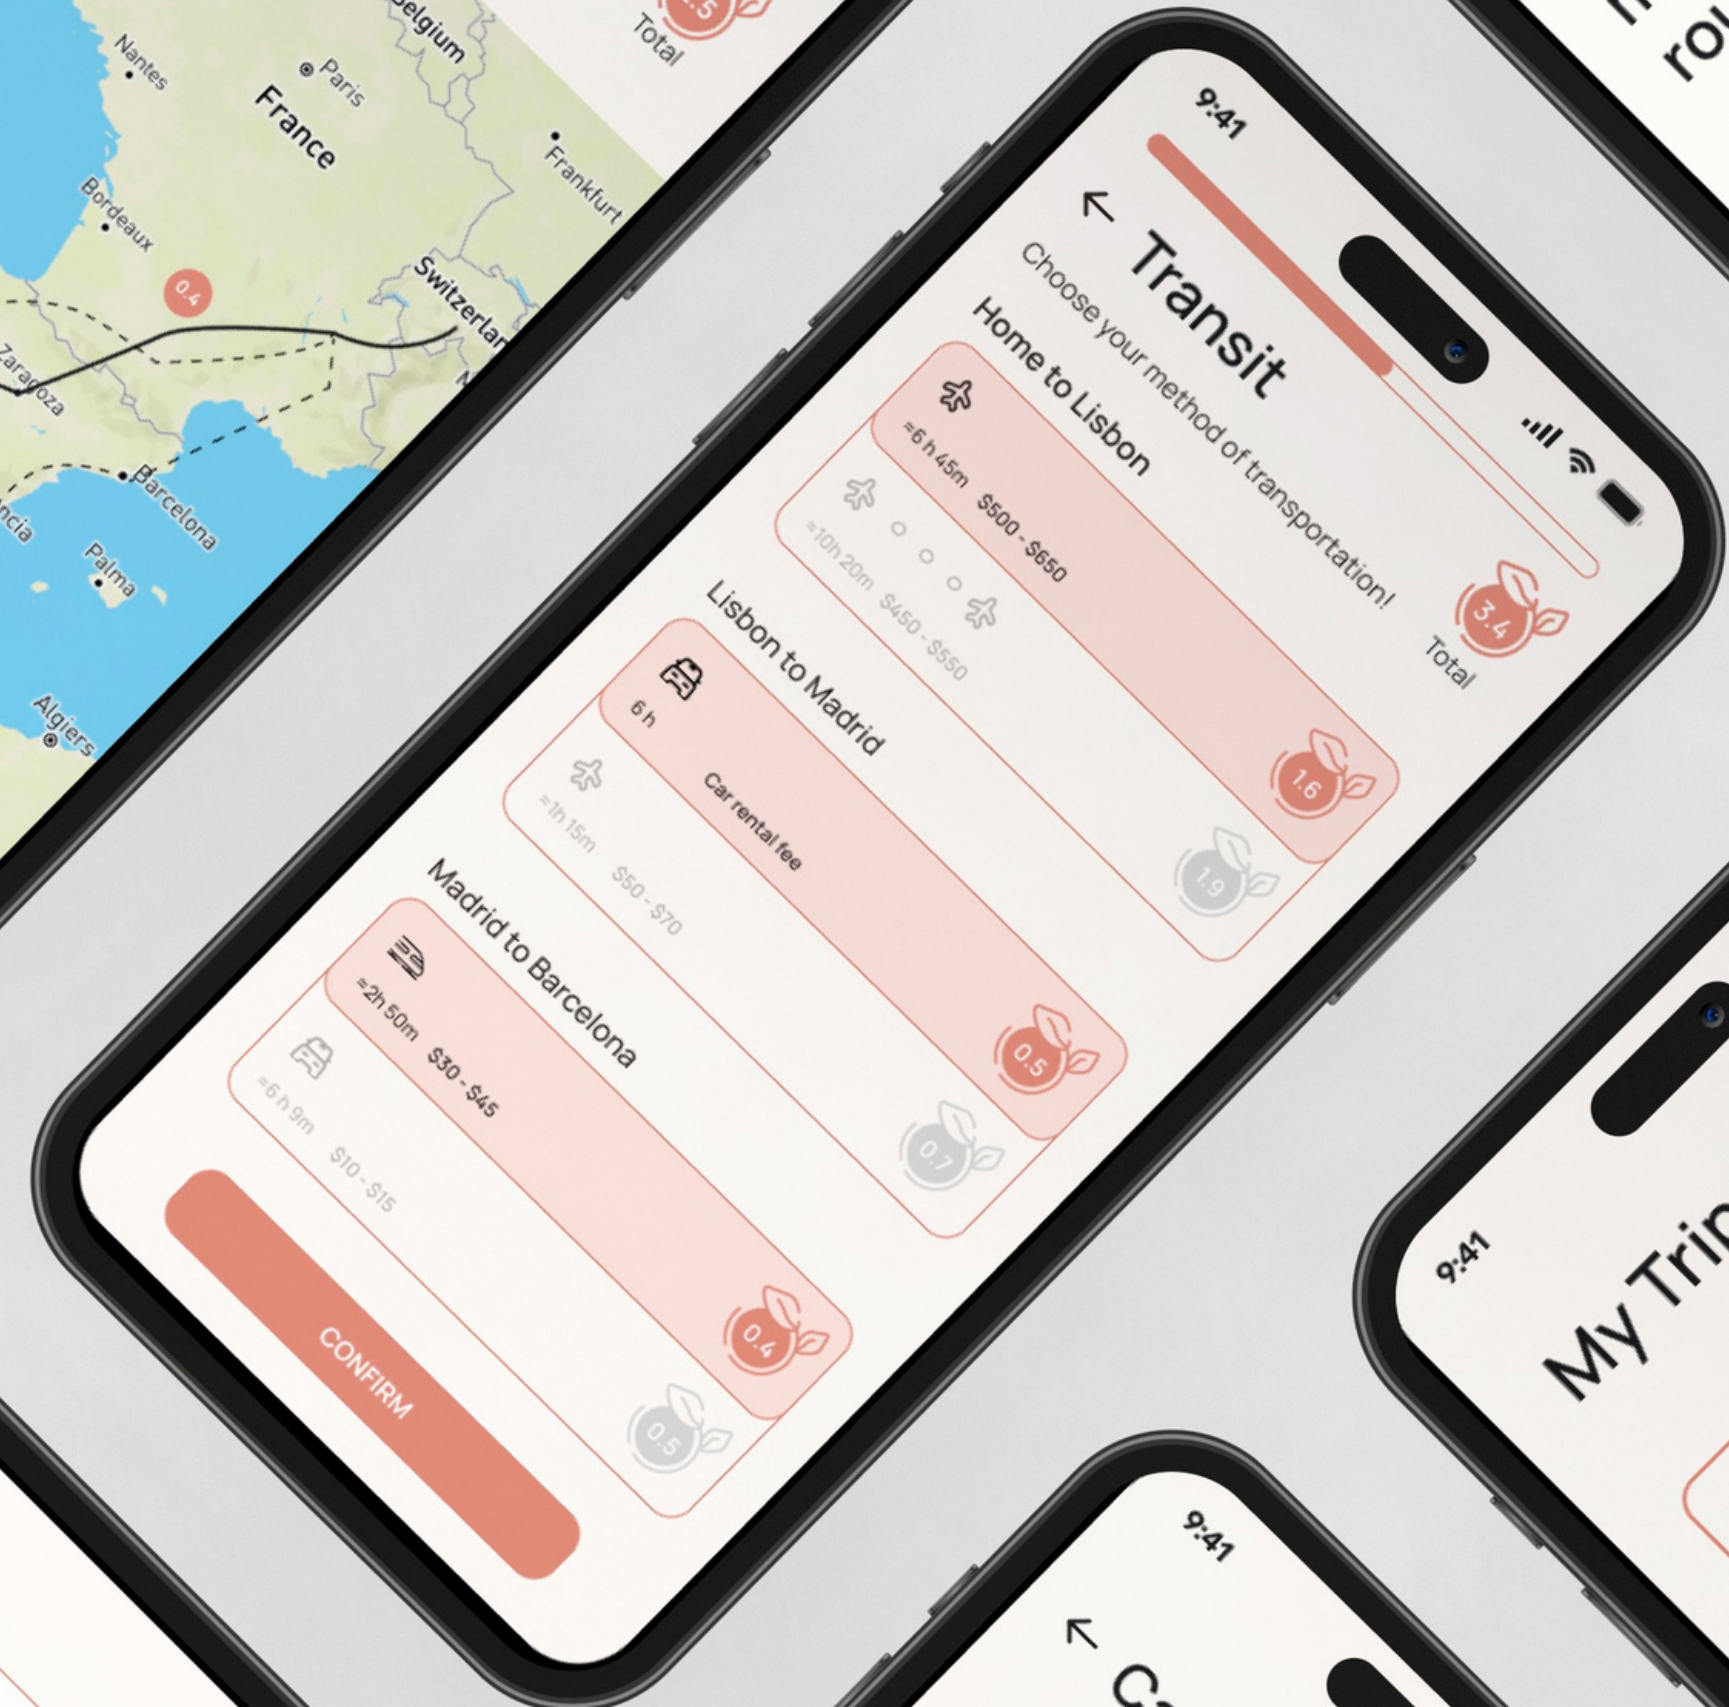 Belgium
Nantes
Paris
France
Frankfurt
Bordeaux
0.4
Switzerlan
Zaragoza
Barcelona
ncia
Palma
Algiers
.5
Total
9:41
Transit
Choose your method of transportation!
3.4
Total
Home to Lisbon
≈6 h 45m $500 - $650
1.6
≈10h 20m $450 - $550
1.9
Lisbon to Madrid
6 h Car rental fee
0.5
≈1h 15m $50 - $70
0.7
Madrid to Barcelona
≈2h 50m $30 - $45
0.4
≈6 h 9m $10 - $15
0.5
CONFIRM
rou
9:41
My Trip
9:41